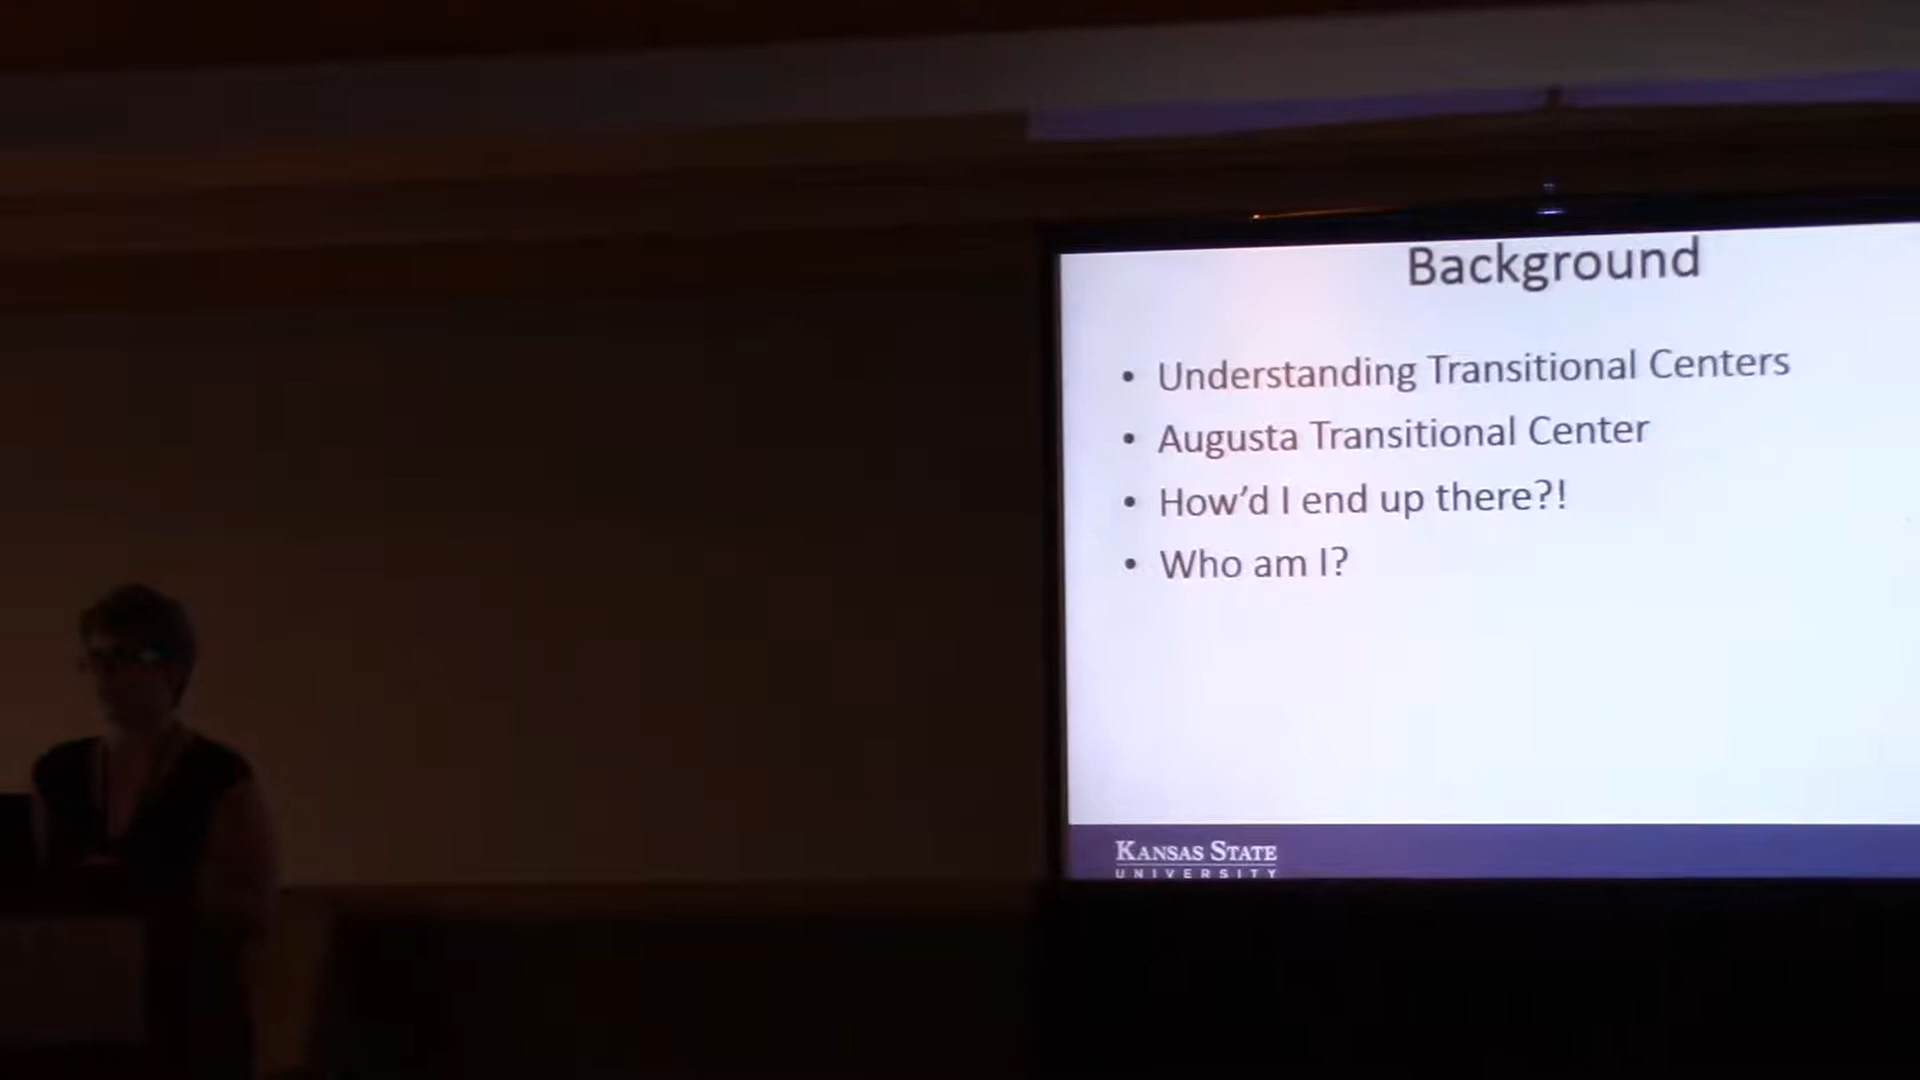 Background
• Understanding Transitional Centers
• Augusta Transitional Center
• How'd I end up there?!
• Who am I?
KANSAS STATE
UNIVERSITY